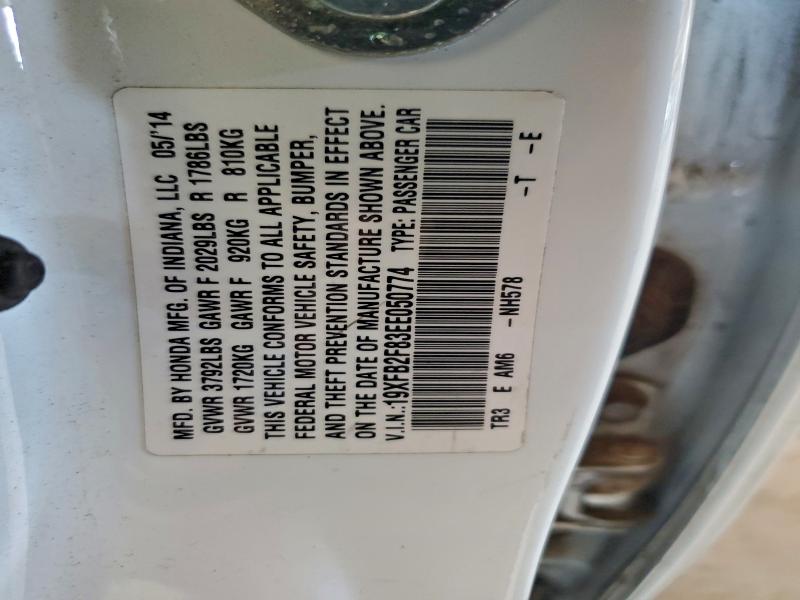 MFD. BY HONDA MFG. OF INDIANA, LLC 05/'14
GVWR 3792LBS GAWR F 2029LBS R 1786LBS
GVWR 1720KG GAWR F 920KG R 810KG
THIS VEHICLE CONFORMS TO ALL APPLICABLE
FEDERAL MOTOR VEHICLE SAFETY, BUMPER,
AND THEFT PREVENTION STANDARDS IN EFFECT
ON THE DATE OF MANUFACTURE SHOWN ABOVE.
V.I.N.:19XFB2F83EE050774 TYPE: PASSENGER CAR
TR3 E AM6 -NH578 -T -E